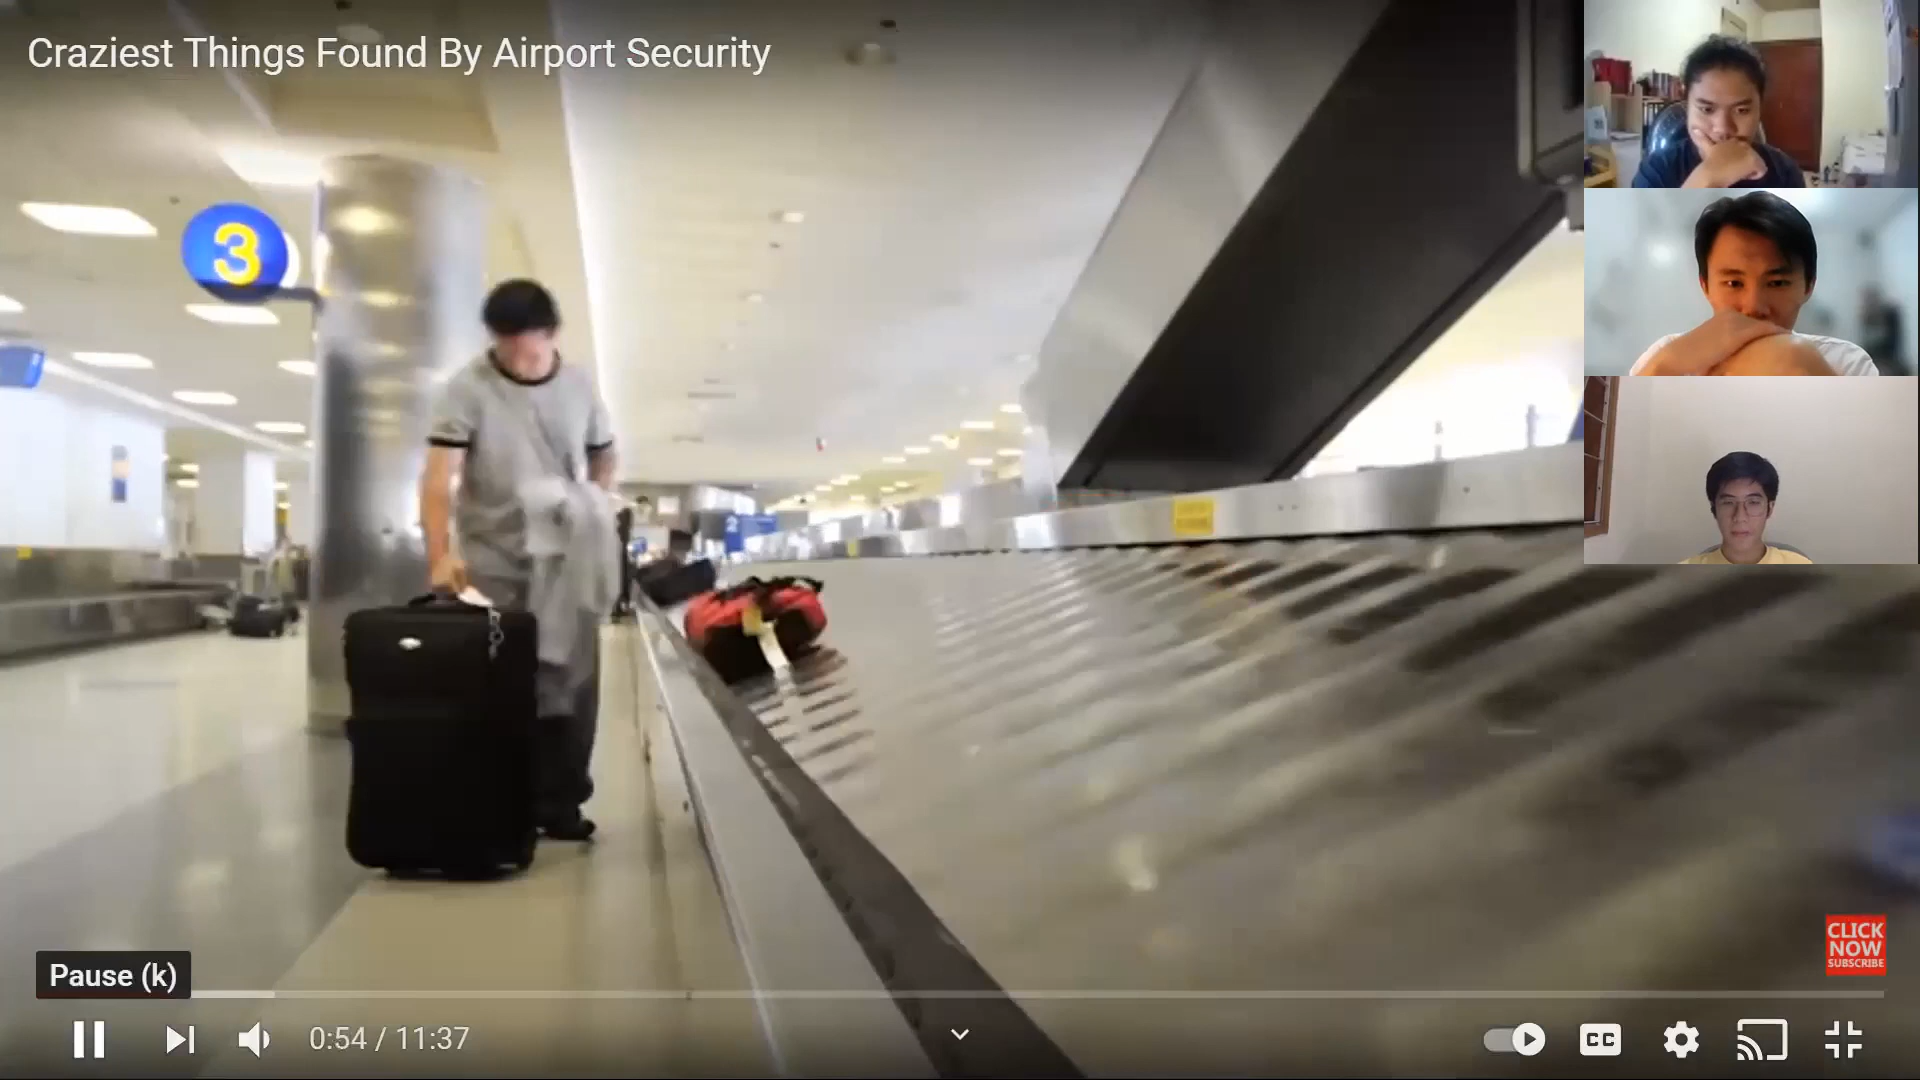 Craziest Things Found By Airport Security
3
2
CLICK
NOW
SUBSCRIBE
Pause (k)
0:54 / 11:37
CC